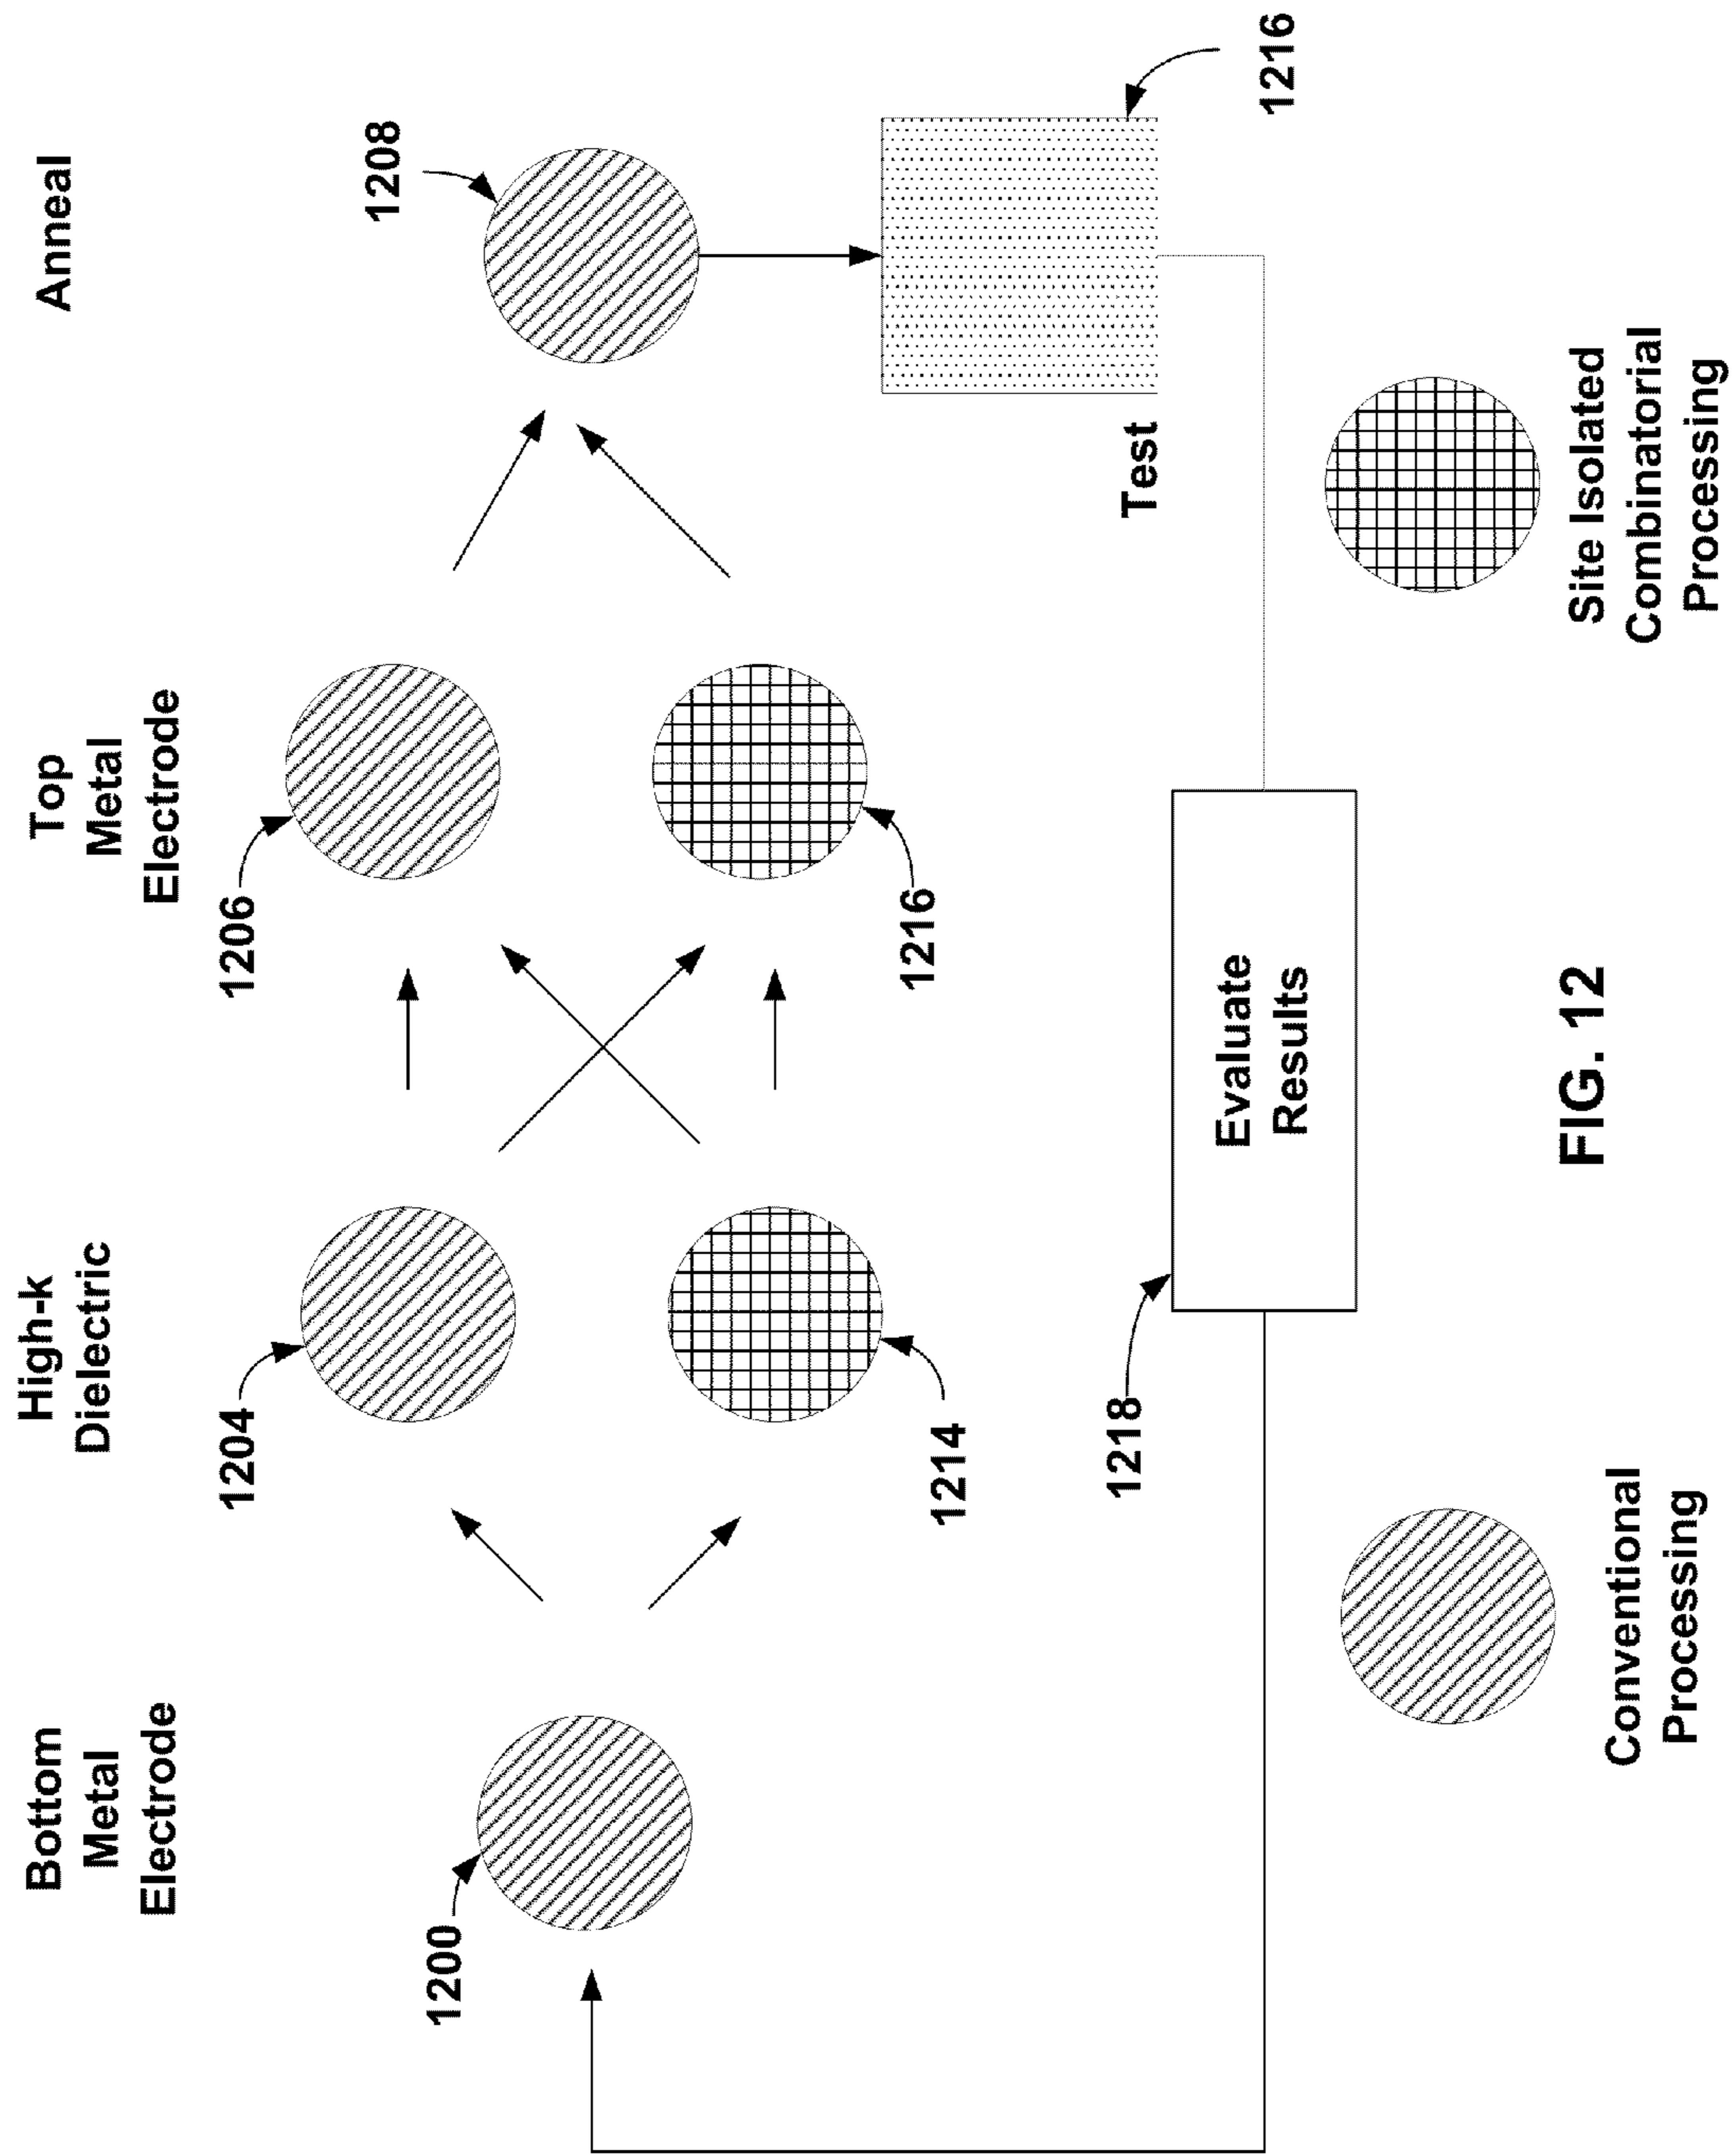 Bottom
Metal
Electrode
High-k
Dielectric
Top
Metal
Electrode
Anneal
1200
1204
1206
1208
1214
1216
1216
Test
1218
Evaluate
Results
Conventional
Processing
Site Isolated
Combinatorial
Processing
FIG. 12